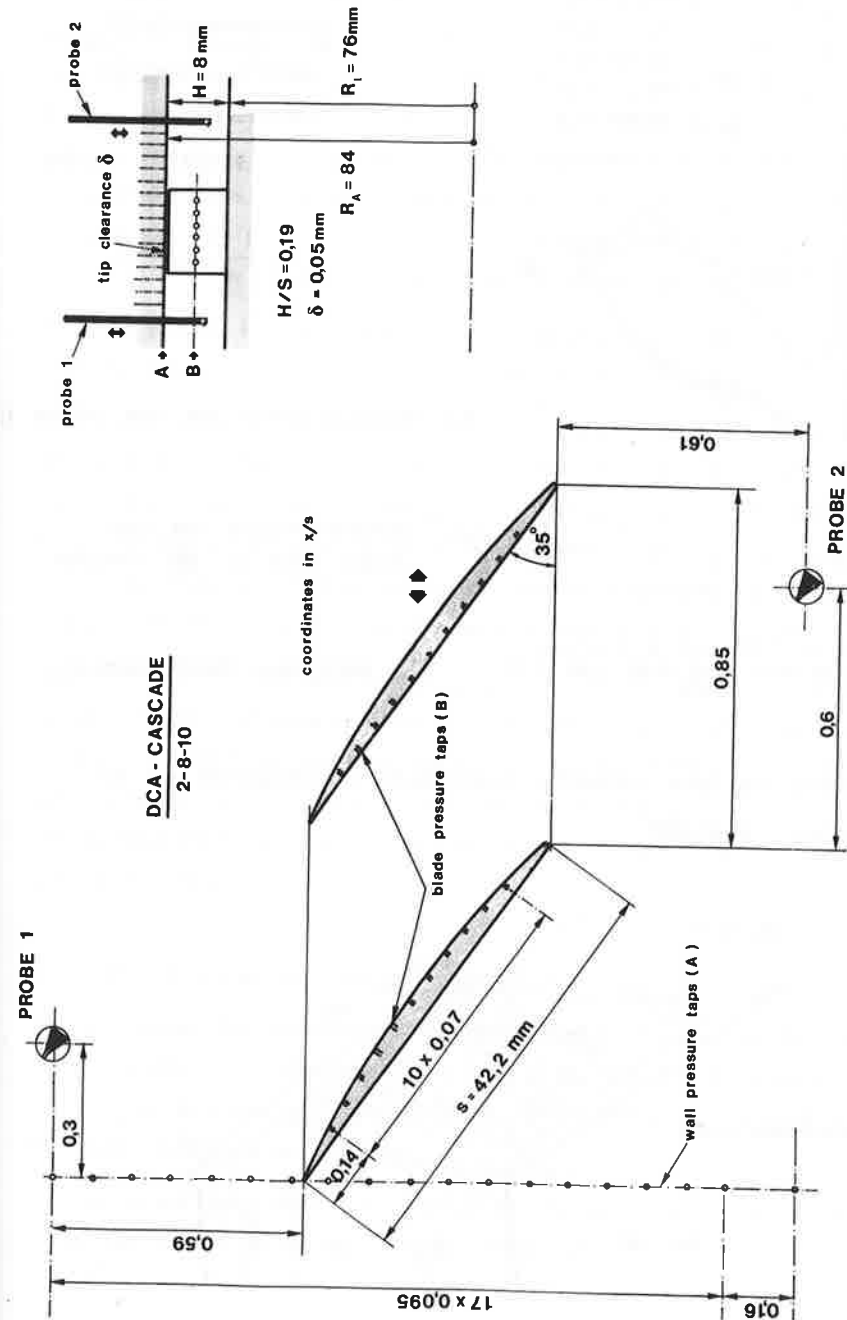 DCA - CASCADE
2-8-10
coordinates in x/s
PROBE 1
0,3
0,59
17 x 0,095
0,16
0,14
10 x 0,07
s = 42,2 mm
wall pressure taps (A)
blade pressure taps (B)
35°
0,85
0,6
0,61
PROBE 2
probe 1
probe 2
tip clearance δ
A
B
H = 8 mm
H/S = 0,19
δ = 0,05 mm
R_A = 84
R_I = 76mm